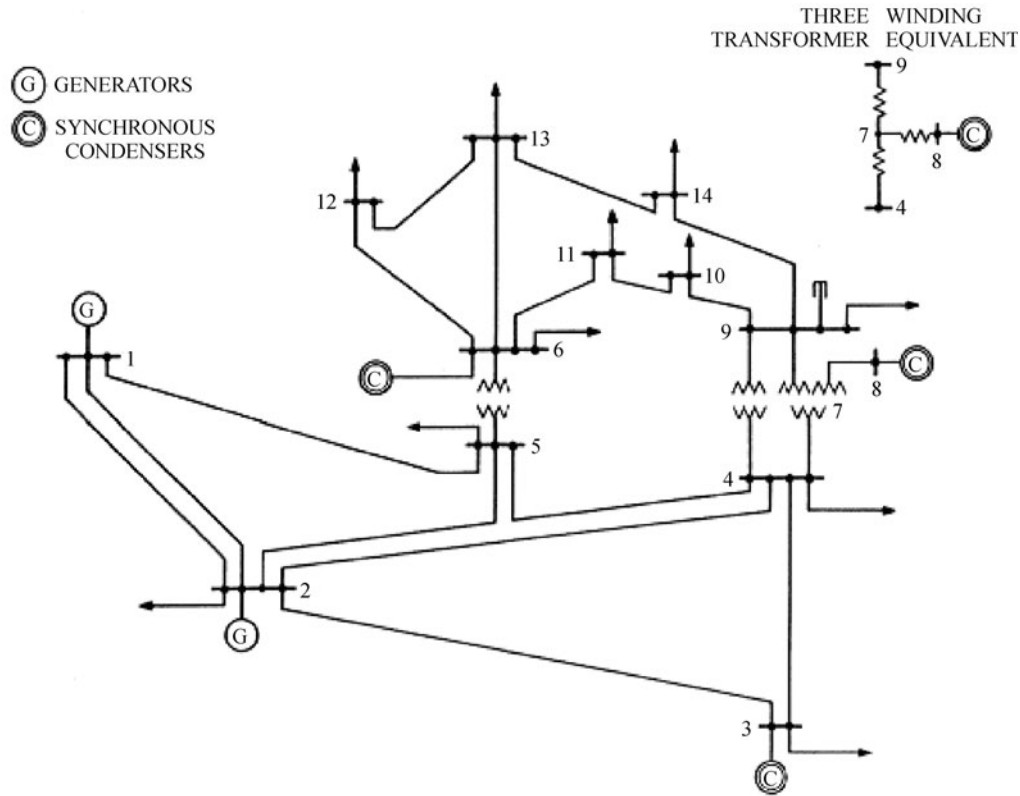 THREE WINDING
TRANSFORMER EQUIVALENT
9
7
C
8
4
G GENERATORS
C SYNCHRONOUS
CONDENSERS
13
12
14
11
10
G
9
1
6
C
8
C
7
5
4
2
G
3
C